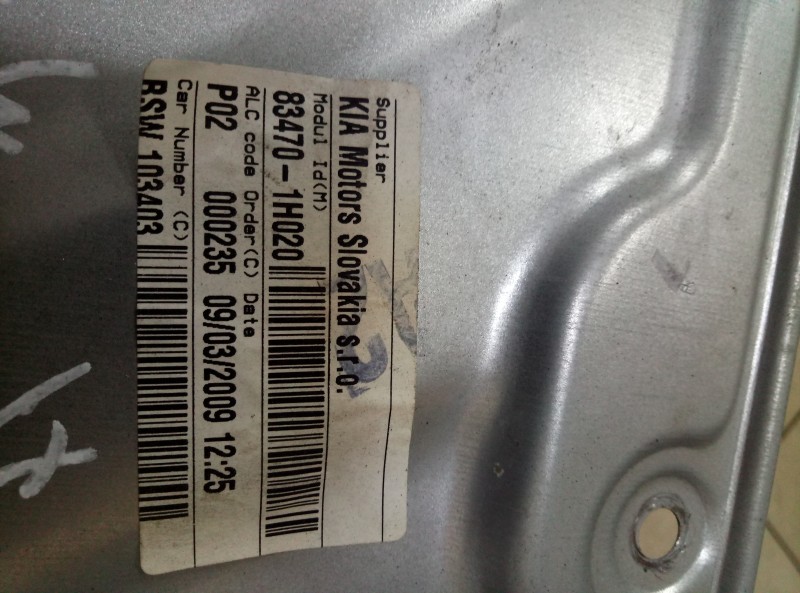 Supplier
KIA Motors Slovakia s.r.o.
Modul Id(M)
83470-1H020
ALC code Order(C) Date
P02 000235 09/03/2009 12:25
Car Number (C)
BSW 103403